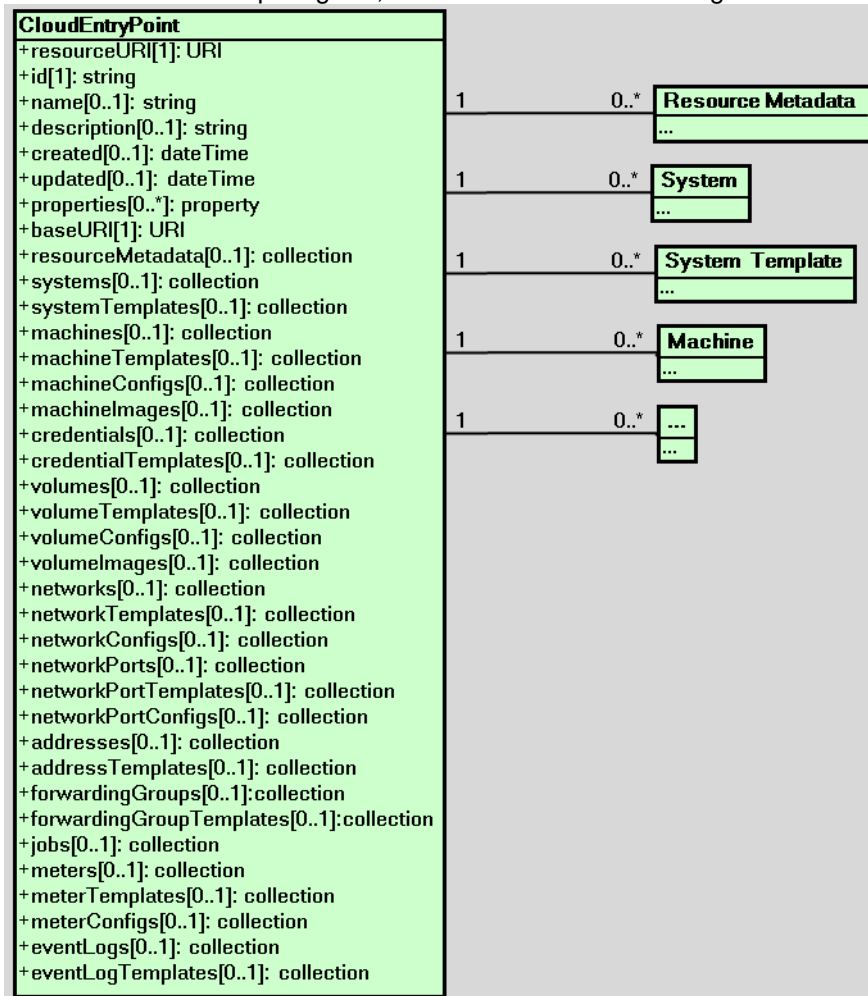 CloudEntryPoint
+resourceURI[1]: URI
+id[1]: string
+name[0..1]: string
+description[0..1]: string
+created[0..1]: dateTime
+updated[0..1]: dateTime
+properties[0..*]: property
+baseURI[1]: URI
+resourceMetadata[0..1]: collection
+systems[0..1]: collection
+systemTemplates[0..1]: collection
+machines[0..1]: collection
+machineTemplates[0..1]: collection
+machineConfigs[0..1]: collection
+machineImages[0..1]: collection
+credentials[0..1]: collection
+credentialTemplates[0..1]: collection
+volumes[0..1]: collection
+volumeTemplates[0..1]: collection
+volumeConfigs[0..1]: collection
+volumeImages[0..1]: collection
+networks[0..1]: collection
+networkTemplates[0..1]: collection
+networkConfigs[0..1]: collection
+networkPorts[0..1]: collection
+networkPortTemplates[0..1]: collection
+networkPortConfigs[0..1]: collection
+addresses[0..1]: collection
+addressTemplates[0..1]: collection
+forwardingGroups[0..1]:collection
+forwardingGroupTemplates[0..1]:collection
+jobs[0..1]: collection
+meters[0..1]: collection
+meterTemplates[0..1]: collection
+meterConfigs[0..1]: collection
+eventLogs[0..1]: collection
+eventLogTemplates[0..1]: collection
1 0..* Resource Metadata
...
1 0..* System
...
1 0..* System Template
...
1 0..* Machine
...
1 0..* ...
...